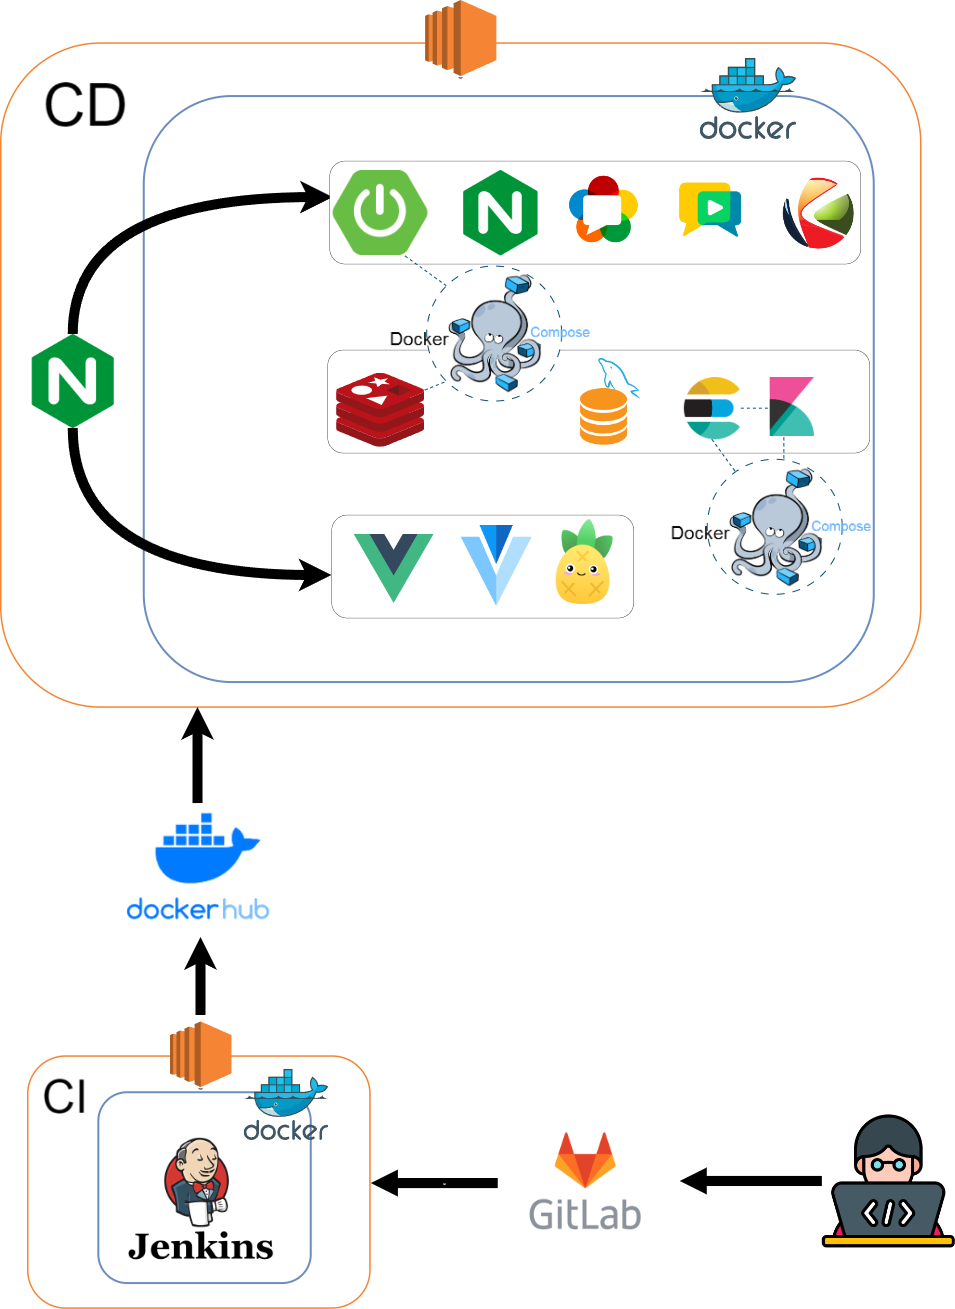 CD
docker
Docker
Compose
Docker
Compose
docker hub
CI
docker
Jenkins
GitLab